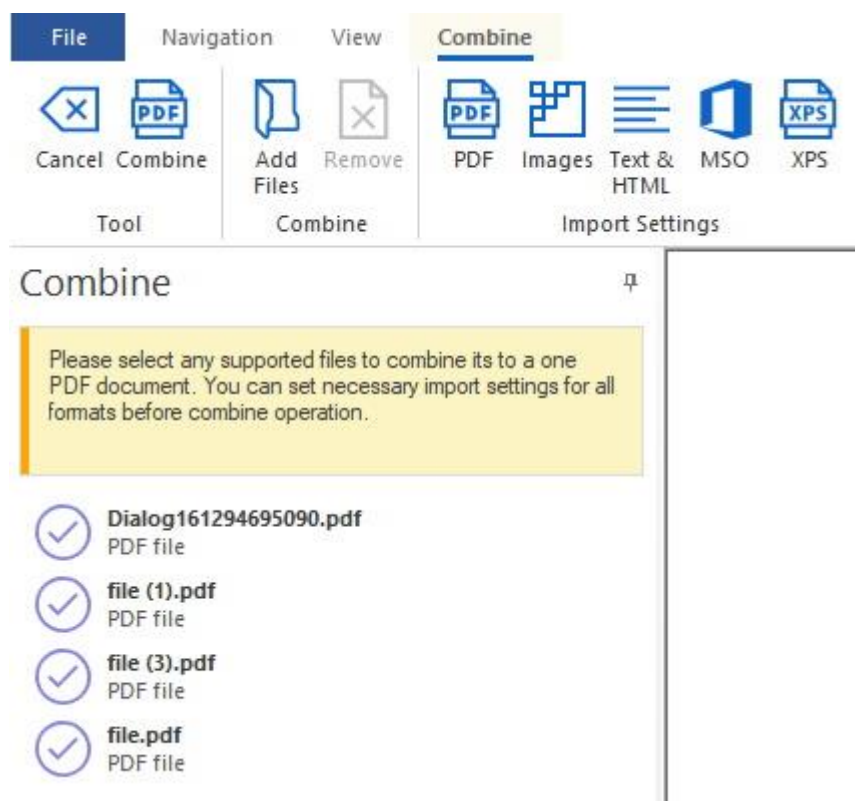 File Navigation View Combine
PDF PDF XPS
Cancel Combine Add Files Remove PDF Images Text & HTML MSO XPS
Tool Combine Import Settings
Combine
Please select any supported files to combine its to a one
PDF document. You can set necessary import settings for all
formats before combine operation.
Dialog161294695090.pdf
PDF file
file (1).pdf
PDF file
file (3).pdf
PDF file
file.pdf
PDF file